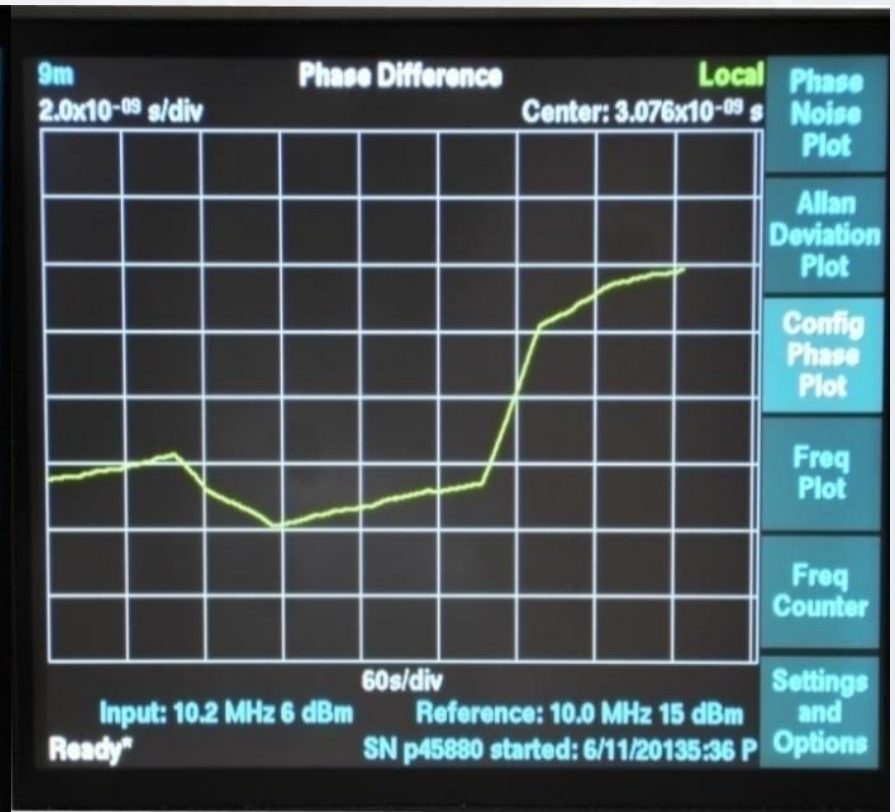 9m
Phase Difference
Local
2.0x10⁻⁰⁹ s/div
Center: 3.076x10⁻⁰⁹ s
60s/div
Input: 10.2 MHz 6 dBm
Reference: 10.0 MHz 15 dBm
Ready*
SN p45880 started: 6/11/20135:36 P
Phase
Noise
Plot
Allan
Deviation
Plot
Config
Phase
Plot
Freq
Plot
Freq
Counter
Settings
and
Options